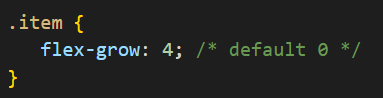 .item {
   flex-grow: 4; /* default 0 */
}